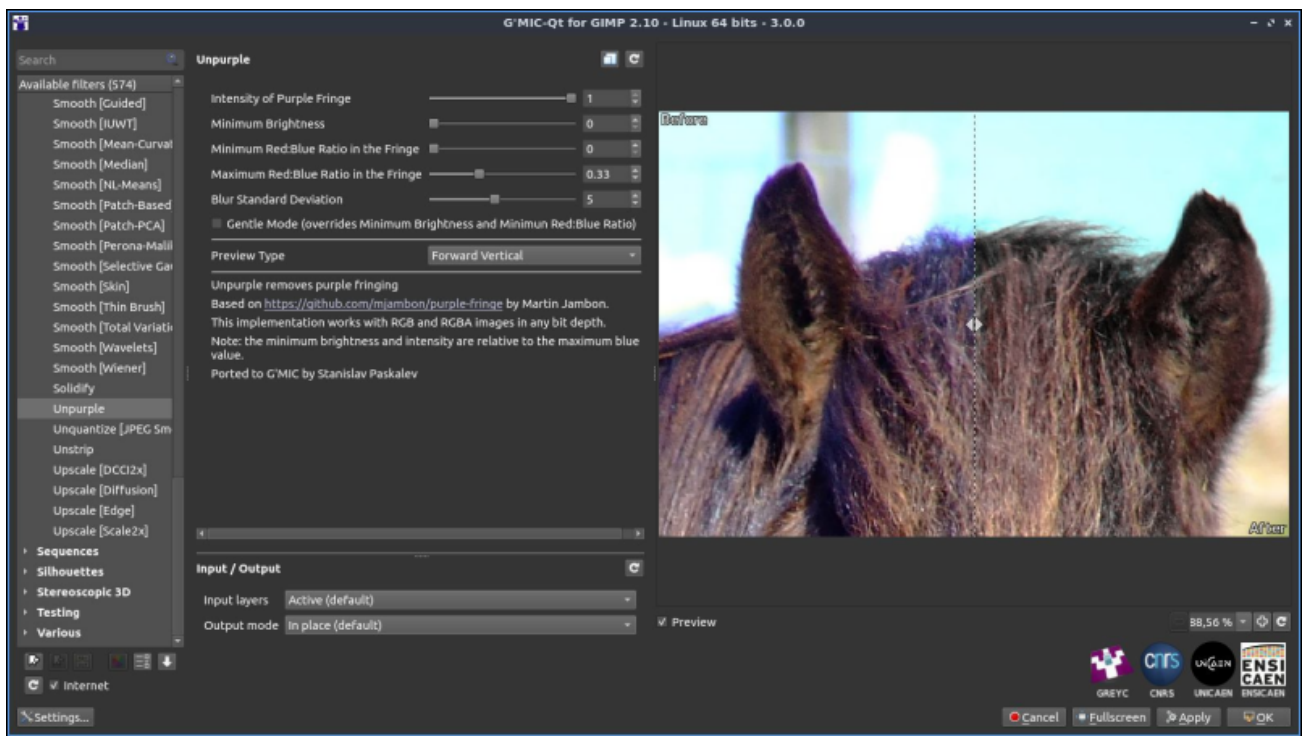 G'MIC-Qt for GIMP 2.10 - Linux 64 bits - 3.0.0
Search
Available filters (574)
Smooth [Guided]
Smooth [IUWT]
Smooth [Mean-Curvat
Smooth [Median]
Smooth [NL-Means]
Smooth [Patch-Based
Smooth [Patch-PCA]
Smooth [Perona-Malik
Smooth [Selective Gau
Smooth [Skin]
Smooth [Thin Brush]
Smooth [Total Variatio
Smooth [Wavelets]
Smooth [Wiener]
Solidify
Unpurple
Unquantize [JPEG Sm
Unstrip
Upscale [DCCI2x]
Upscale [Diffusion]
Upscale [Edge]
Upscale [Scale2x]
Sequences
Silhouettes
Stereoscopic 3D
Testing
Various
Internet
Settings...
Unpurple
Intensity of Purple Fringe 1
Minimum Brightness 0
Minimum Red:Blue Ratio in the Fringe 0
Maximum Red:Blue Ratio in the Fringe 0.33
Blur Standard Deviation 5
Gentle Mode (overrides Minimum Brightness and Minimun Red:Blue Ratio)
Preview Type Forward Vertical
Unpurple removes purple fringing
Based on https://github.com/mjambon/purple-fringe by Martin Jambon.
This implementation works with RGB and RGBA images in any bit depth.
Note: the minimum brightness and intensity are relative to the maximum blue
value.
Ported to G'MIC by Stanislav Paskalev
Input / Output
Input layers Active (default)
Output mode In place (default)
Before
After
Preview
88,56 %
GREYC
cnrs
CNRS
UNICAEN
UNICAEN
ENSI
CAEN
ENSICAEN
Cancel
Fullscreen
Apply
OK